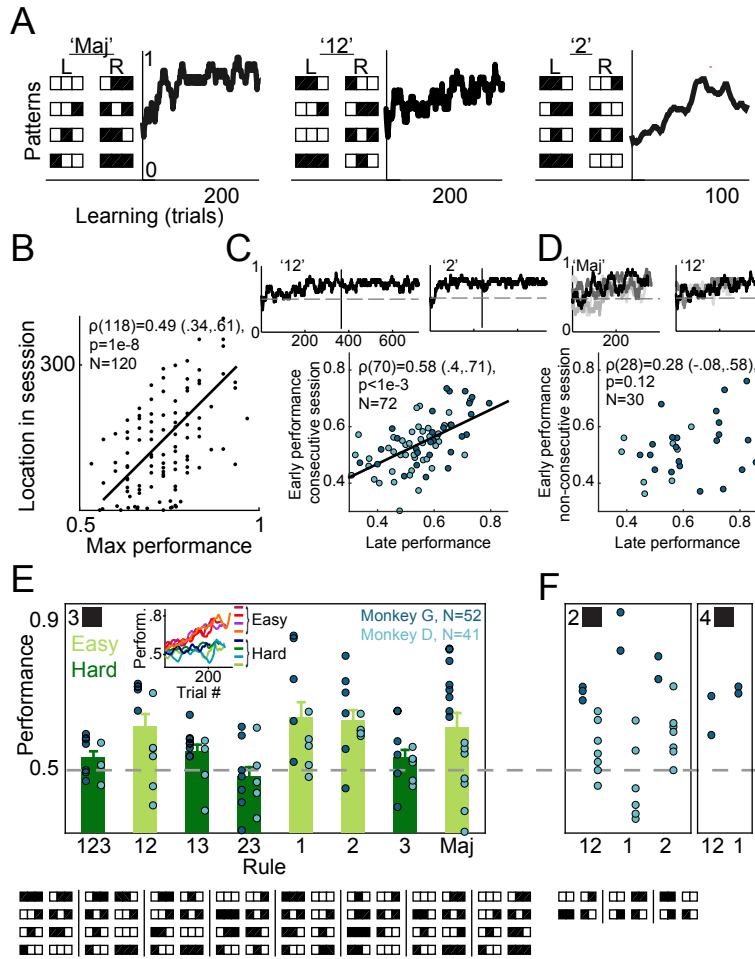 A
'Maj'
L R
1
0
Patterns
200
Learning (trials)
'12'
L R
200
'2'
L R
100
B
ρ(118)=0.49 (.34,.61),
p=1e-8
N=120
300
Location in sesssion
0.5
1
Max performance
C
'12'
'2'
1
0
200 400 600
ρ(70)=0.58 (.4,.71),
p<1e-3
N=72
Early performance
consecutive session
0.6
0.4
0.4 0.6 0.8
Late performance
D
'Maj'
'12'
1
0
200
ρ(28)=0.28 (-.08,.58),
p=0.12
N=30
Early performance
non-consecutive session
0.6
0.4
0.4 0.6 0.8
Late performance
E
0.9
0.5
Performance
3
Easy
Hard
Perform.
.8
.5
200
Trial #
Easy
Hard
Monkey G, N=52
Monkey D, N=41
123 12 13 23 1 2 3 Maj
Rule
F
2
4
12 1 2
12 1